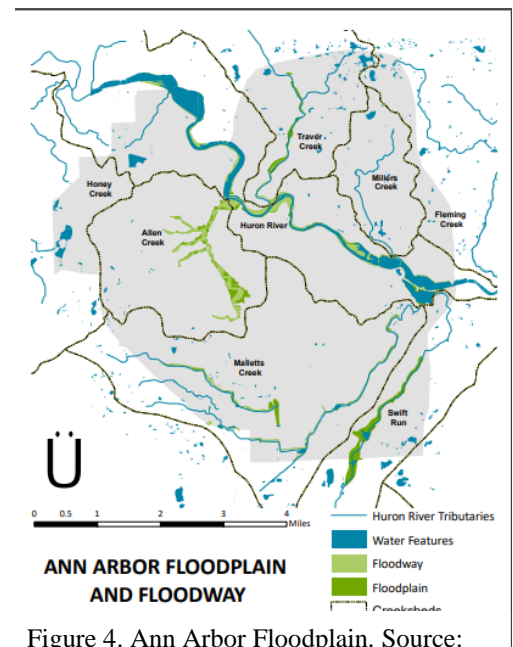 Traver
Creek
Millers
Creek
Honey
Creek
Fleming
Creek
Allen
Creek
Huron River
Malletts
Creek
Swift
Run
Ü
0 0.5 1 2 3 4
Miles
Huron River Tributaries
Water Features
Floodway
Floodplain
Creeksheds
ANN ARBOR FLOODPLAIN
AND FLOODWAY
Figure 4. Ann Arbor Floodplain. Source: